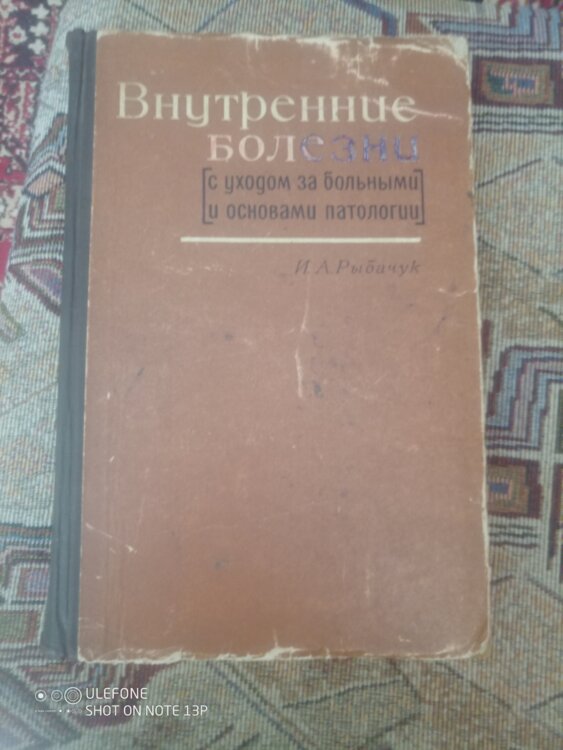 Внутренние
болезни
[с уходом за больными
и основами патологии]
И. А. Рыбачук
ULEFONE
SHOT ON NOTE 13P